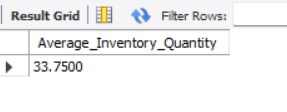 Result Grid Filter Rows:
Average_Inventory_Quantity
33.7500